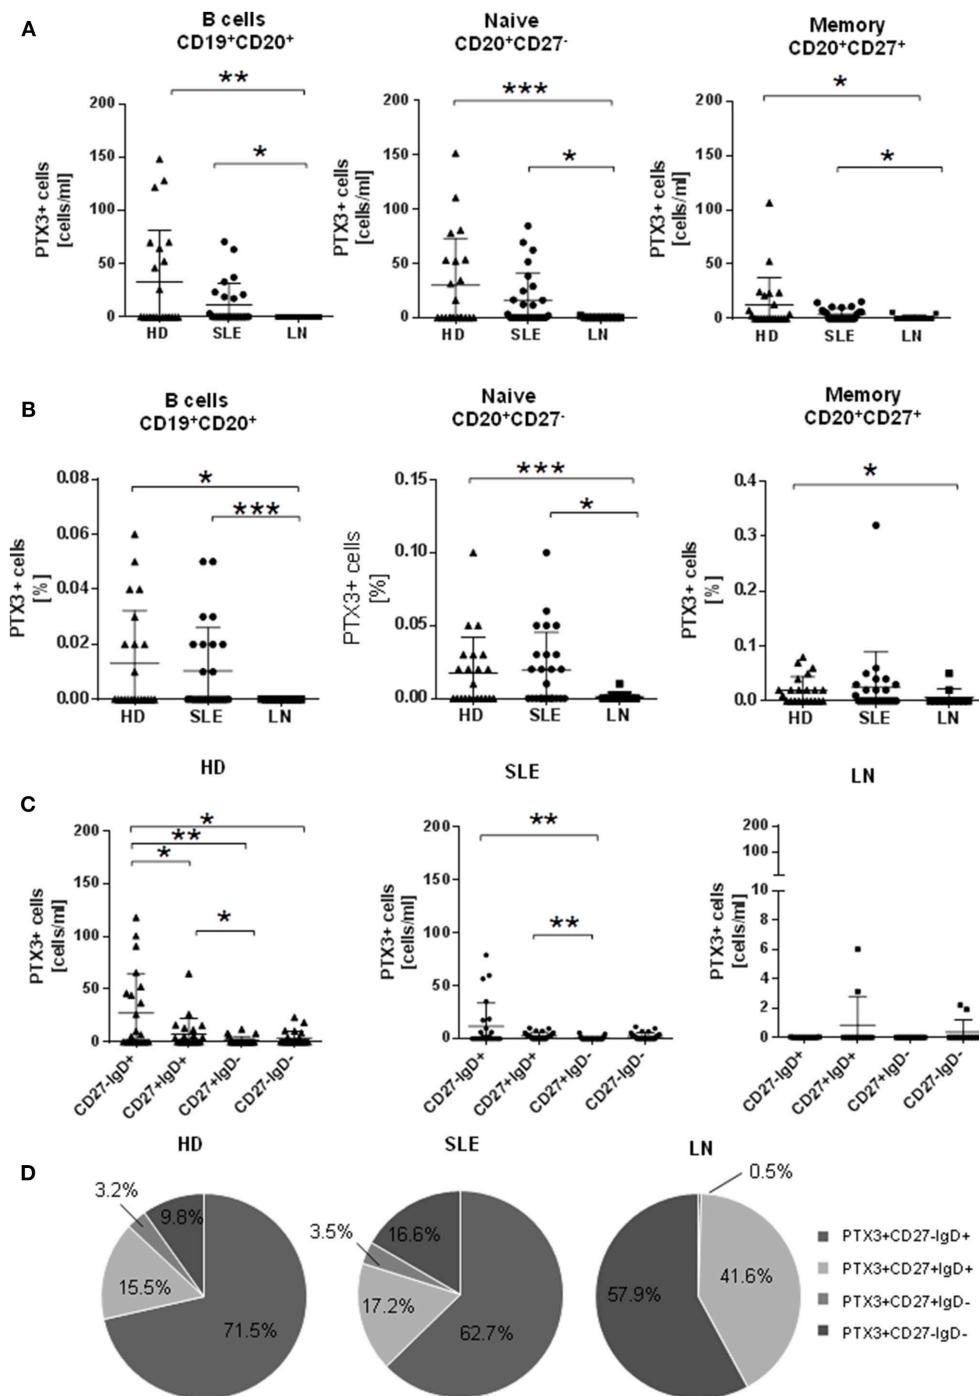 A
B cells
CD19+CD20+
Naive
CD20+CD27-
Memory
CD20+CD27+
**
***
*
*
*
*
PTX3+ cells
[cells/ml]
200
150
100
50
0
HD SLE LN
PTX3+ cells
[cells/ml]
200
150
100
50
0
HD SLE LN
PTX3+ cells
[cells/ml]
200
150
100
50
0
HD SLE LN
B
B cells
CD19+CD20+
Naive
CD20+CD27-
Memory
CD20+CD27+
*
***
***
*
*
PTX3+ cells
[%]
0.08
0.06
0.04
0.02
0.00
HD SLE LN
PTX3+ cells
[%]
0.15
0.10
0.05
0.00
HD SLE LN
PTX3+ cells
[%]
0.4
0.3
0.2
0.1
0.0
HD SLE LN
C
HD
*
**
*
*
PTX3+ cells
[cells/ml]
200
150
100
50
0
CD27-IgD+ CD27+IgD+ CD27+IgD- CD27-IgD-
SLE
**
**
PTX3+ cells
[cells/ml]
200
150
100
50
0
CD27-IgD+ CD27+IgD+ CD27+IgD- CD27-IgD-
LN
PTX3+ cells
[cells/ml]
200
200
100
10
8
6
4
2
0
CD27-IgD+ CD27+IgD+ CD27+IgD- CD27-IgD-
D
HD
3.2%
9.8%
15.5%
71.5%
SLE
3.5%
16.6%
17.2%
62.7%
LN
0.5%
57.9%
41.6%
PTX3+CD27-IgD+
PTX3+CD27+IgD+
PTX3+CD27+IgD-
PTX3+CD27-IgD-